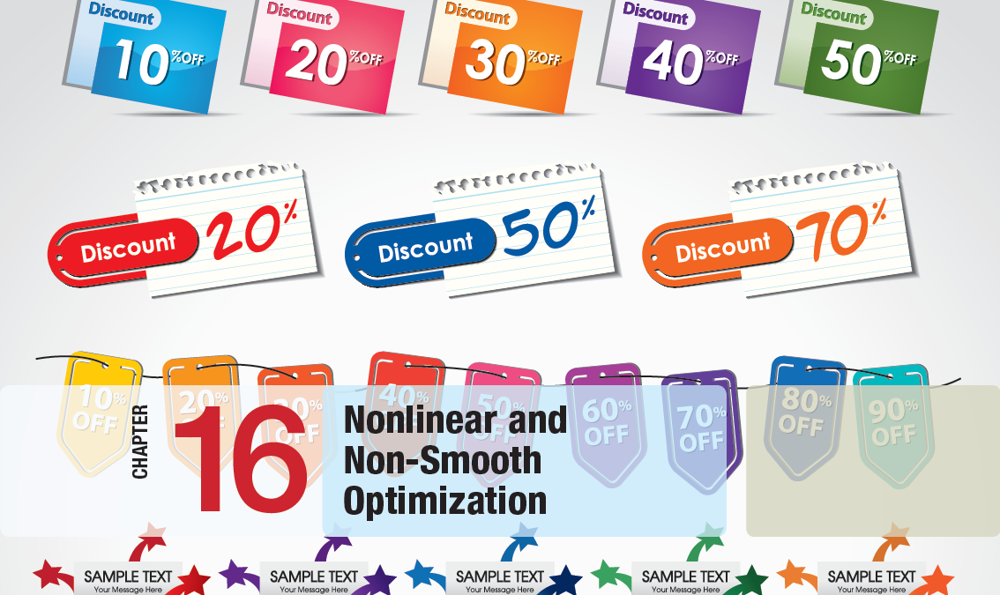 Discount
10%OFF
Discount
20%OFF
Discount
30%OFF
Discount
40%OFF
Discount
50%OFF
Discount 20%
Discount 50%
Discount 70%
10%
OFF
20%
30%
OFF
40%
50%
OFF
60%
OFF
70%
OFF
80%
OFF
90%
OFF
CHAPTER
16
Nonlinear and
Non-Smooth
Optimization
SAMPLE TEXT
Your Message Here
SAMPLE TEXT
Your Message Here
SAMPLE TEXT
Your Message Here
SAMPLE TEXT
Your Message Here
SAMPLE TEXT
Your Message Here